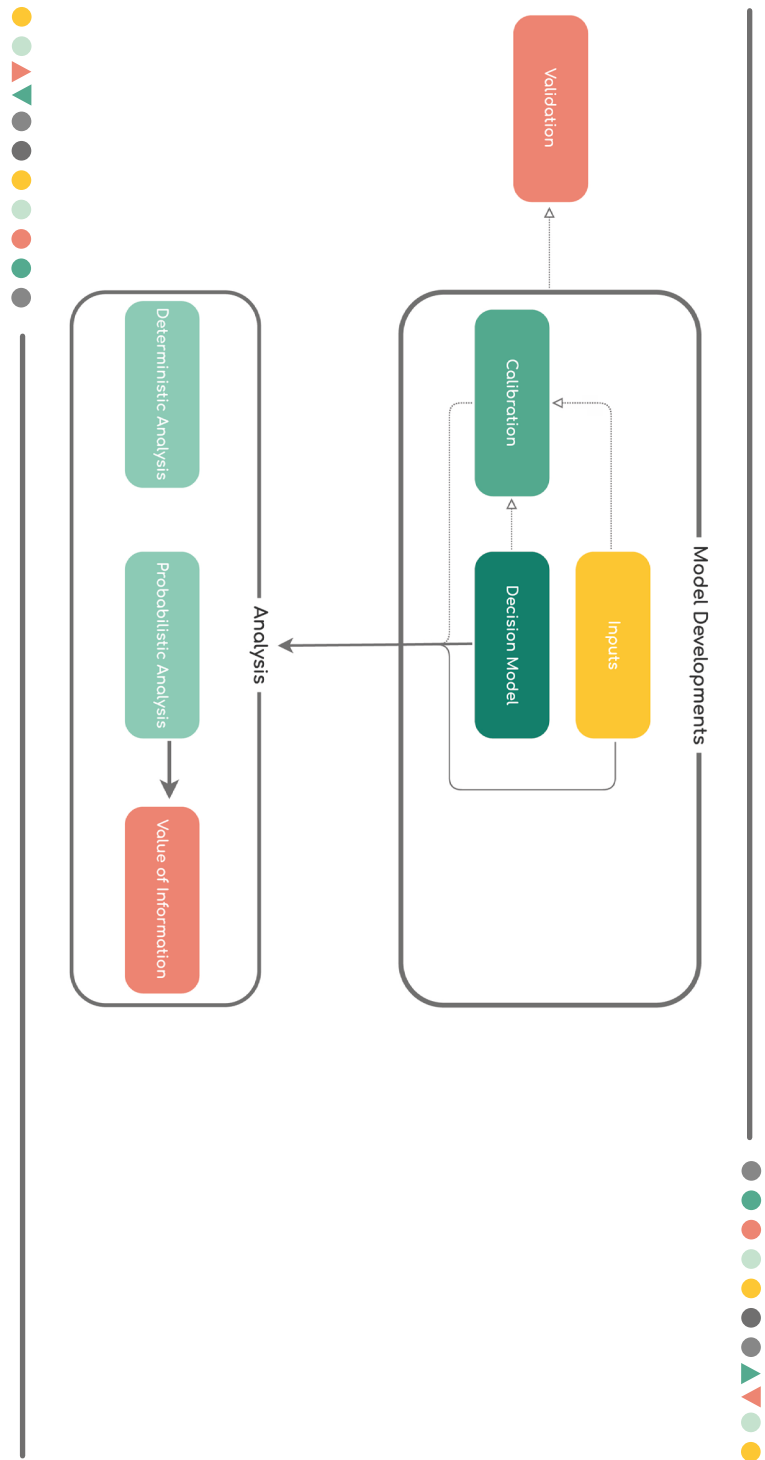 Model Developments
Inputs
Validation
Calibration
Decision Model
Analysis
Deterministic Analysis
Probabilistic Analysis
Value of Information